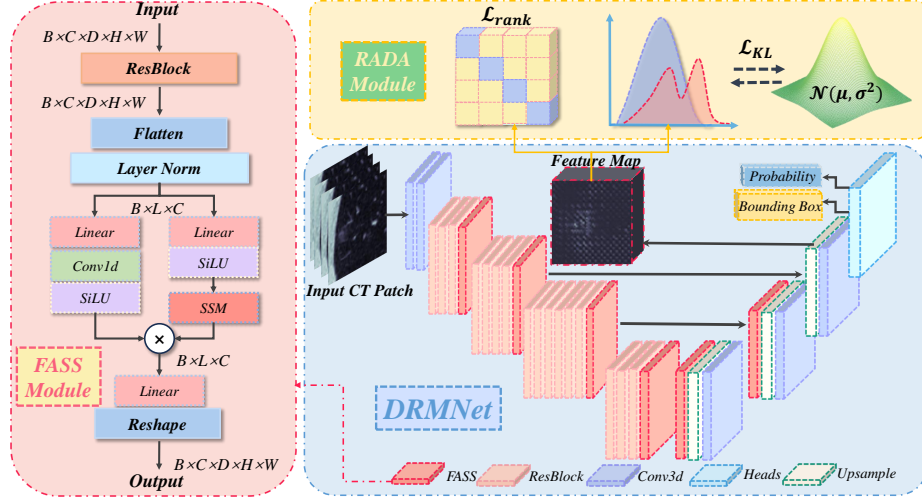 Input
B×C×D×H×W
ResBlock
B×C×D×H×W
Flatten
Layer Norm
B×L×C
Linear
Linear
Conv1d
SiLU
SiLU
SSM
×
B×L×C
FASS
Module
Linear
Reshape
B×C×D×H×W
Output
RADA
Module
ℒrank
ℒKL
𝒩(μ, σ²)
Feature Map
Probability
Bounding Box
Input CT Patch
DRMNet
FASS
ResBlock
Conv3d
Heads
Upsample